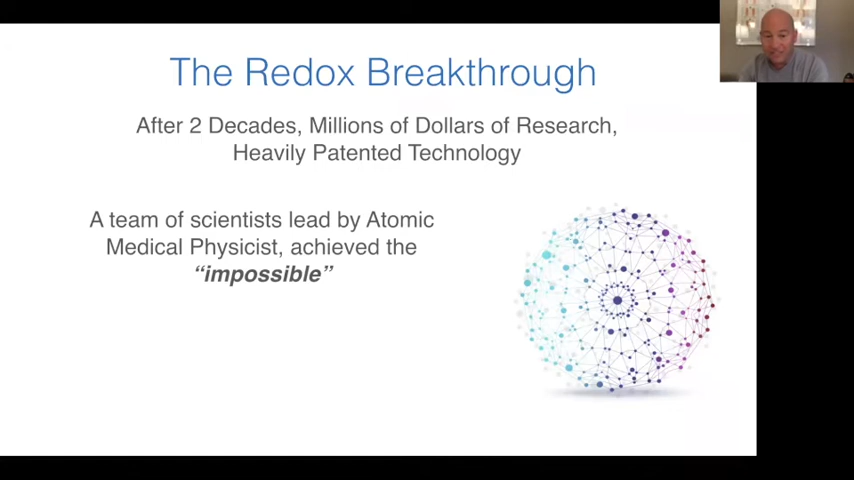 The Redox Breakthrough
After 2 Decades, Millions of Dollars of Research,
Heavily Patented Technology
A team of scientists lead by Atomic
Medical Physicist, achieved the
“impossible”